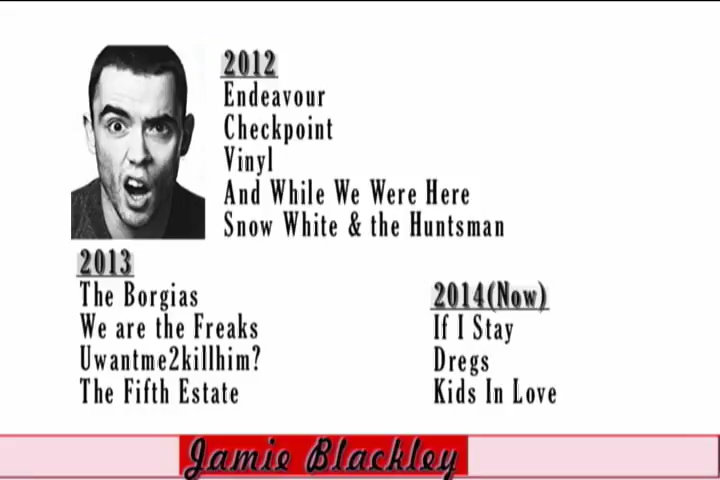 2012
Endeavour
Checkpoint
Vinyl
And While We Were Here
Snow White & the Huntsman
2013
The Borgias
We are the Freaks
Uwantme2killhim?
The Fifth Estate
2014(Now)
If I Stay
Dregs
Kids In Love
Jamie Blackley